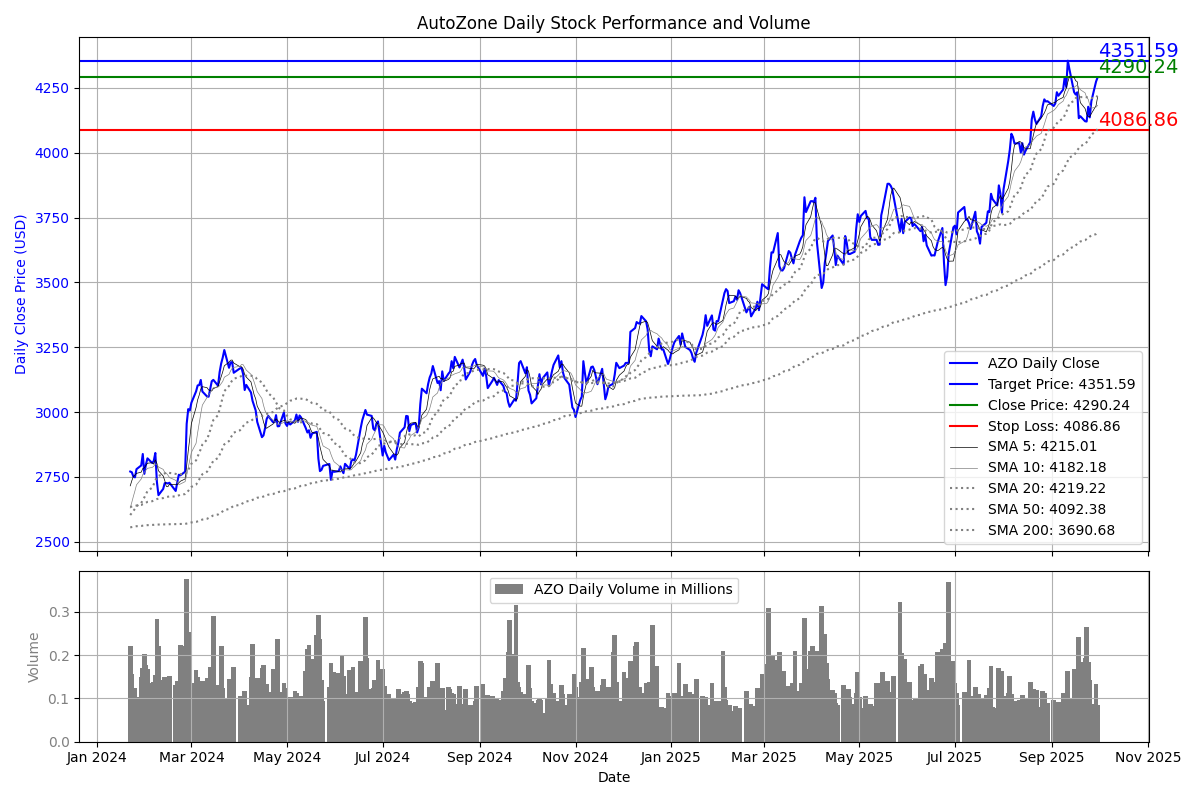 AutoZone Daily Stock Performance and Volume
4351.59
4290.24
4086.86
Daily Close Price (USD)
4250
4000
3750
3500
3250
3000
2750
2500
AZO Daily Close
Target Price: 4351.59
Close Price: 4290.24
Stop Loss: 4086.86
SMA 5: 4215.01
SMA 10: 4182.18
SMA 20: 4219.22
SMA 50: 4092.38
SMA 200: 3690.68
AZO Daily Volume in Millions
Volume
0.3
0.2
0.1
0.0
Jan 2024 Mar 2024 May 2024 Jul 2024 Sep 2024 Nov 2024 Jan 2025 Mar 2025 May 2025 Jul 2025 Sep 2025 Nov 2025
Date